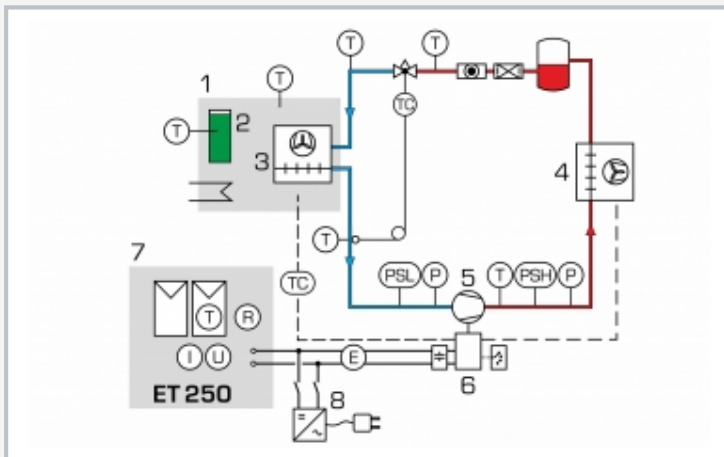 T T
1 T TC
T 2
3 4
T
7 TC PSL P 5 T PSH P
T R
I U E
ET 250 6
8